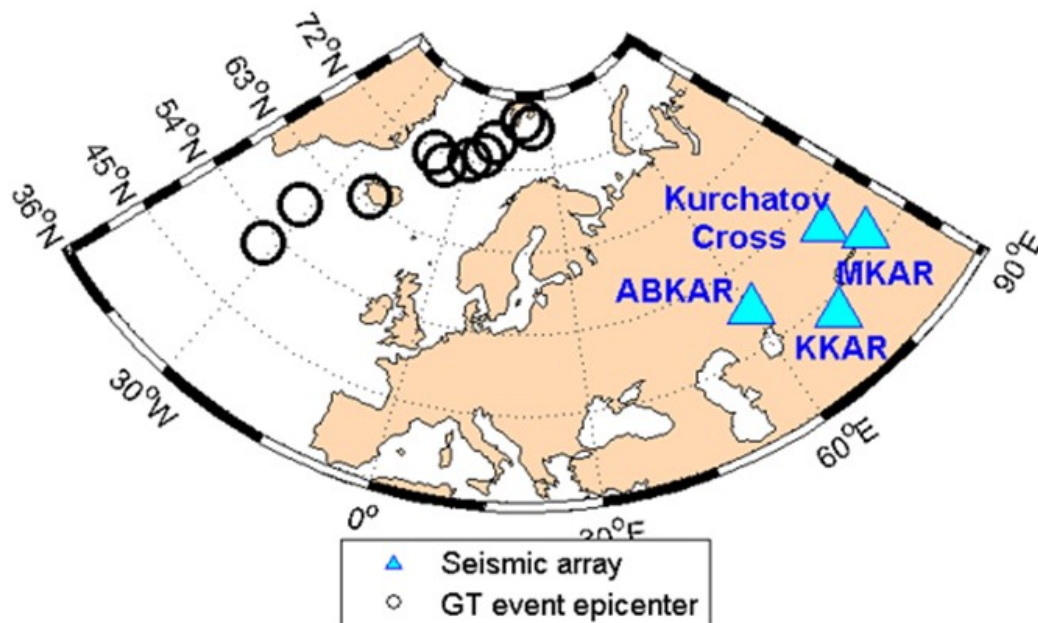 72°N
63°N
54°N
45°N
36°N
Kurchatov
Cross
MKAR
ABKAR
KKAR
90°E
60°E
30°W
0°
30°E
Seismic array
GT event epicenter